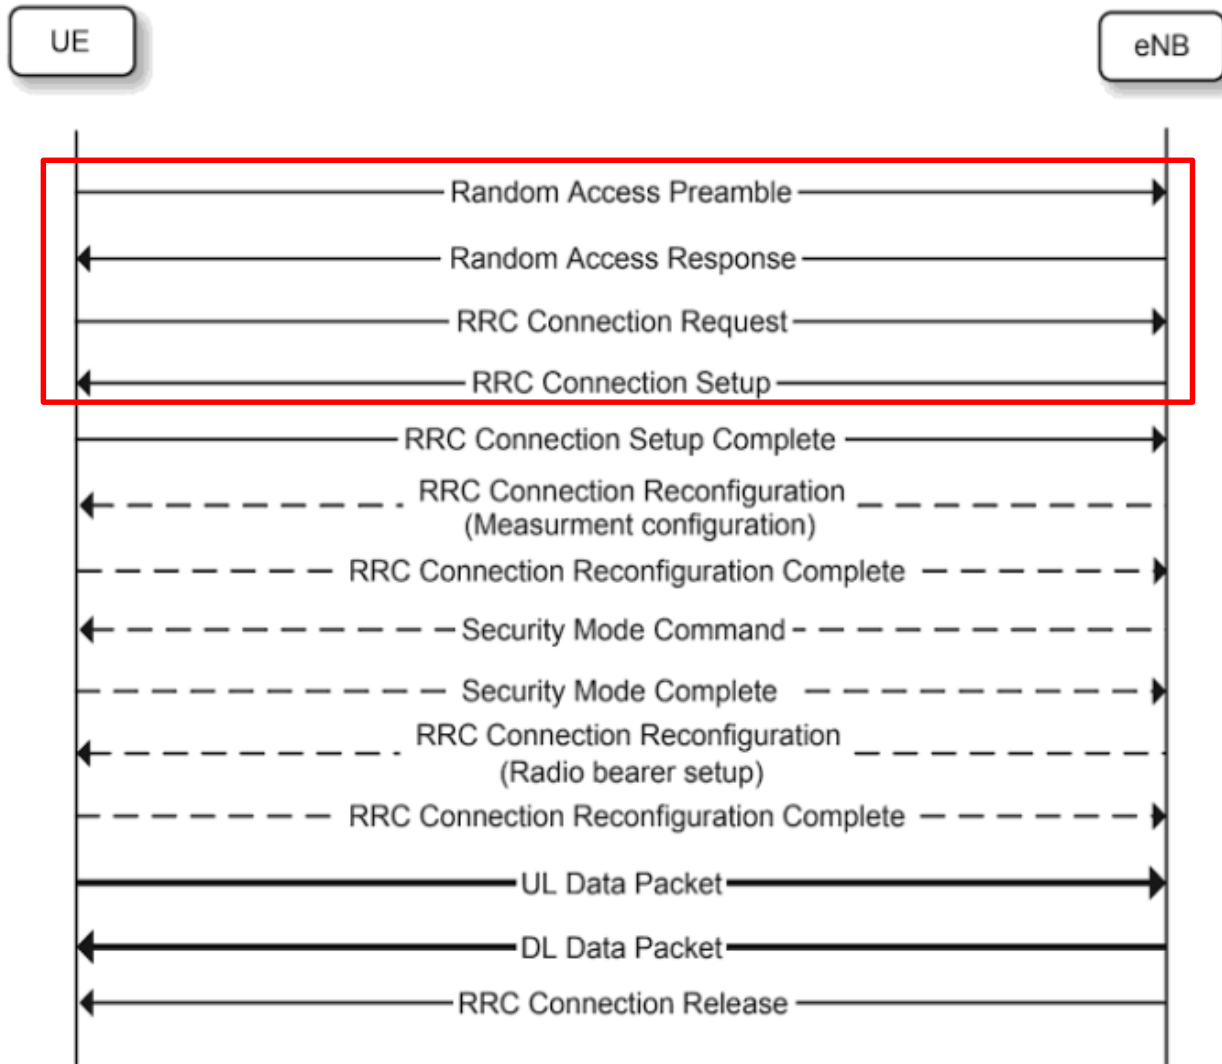 UE
eNB
Random Access Preamble
Random Access Response
RRC Connection Request
RRC Connection Setup
RRC Connection Setup Complete
RRC Connection Reconfiguration
(Measurment configuration)
RRC Connection Reconfiguration Complete
Security Mode Command
Security Mode Complete
RRC Connection Reconfiguration
(Radio bearer setup)
RRC Connection Reconfiguration Complete
UL Data Packet
DL Data Packet
RRC Connection Release